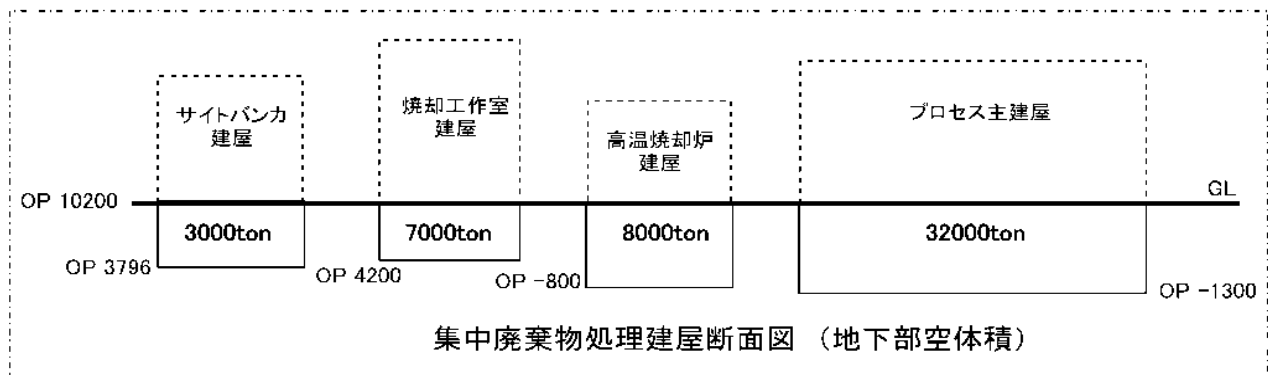 サイトバンカ
建屋
焼却工作室
建屋
高温焼却炉
建屋
プロセス主建屋
OP 10200
GL
3000ton
7000ton
8000ton
32000ton
OP 3796
OP 4200
OP -800
OP -1300
集中廃棄物処理建屋断面図 （地下部空体積）